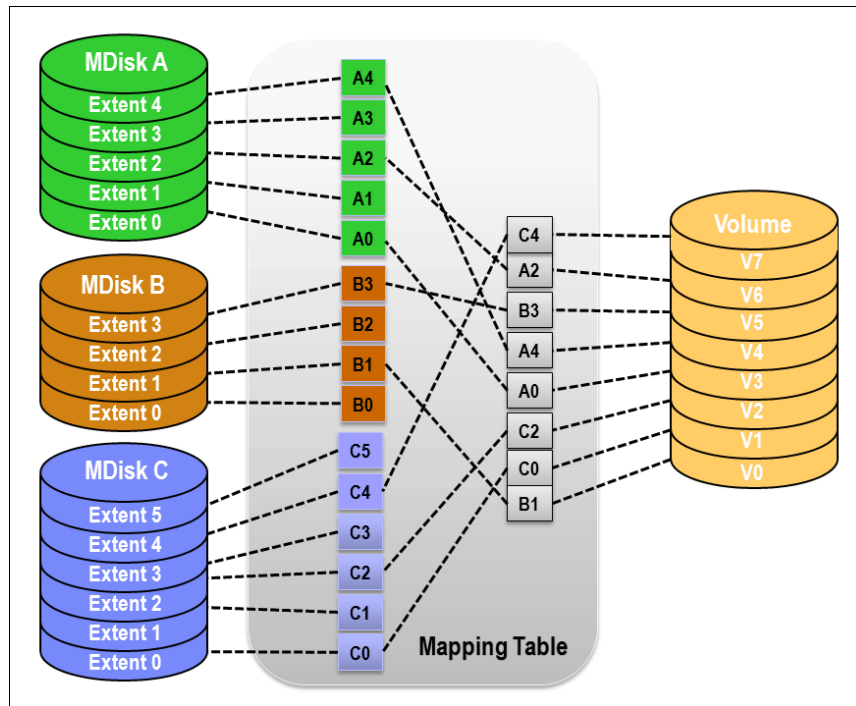 MDisk A
Extent 4
Extent 3
Extent 2
Extent 1
Extent 0
MDisk B
Extent 3
Extent 2
Extent 1
Extent 0
MDisk C
Extent 5
Extent 4
Extent 3
Extent 2
Extent 1
Extent 0
A4
A3
A2
A1
A0
B3
B2
B1
B0
C5
C4
C3
C2
C1
C0
C4
A2
B3
A4
A0
C2
C0
B1
Mapping Table
Volume
V7
V6
V5
V4
V3
V2
V1
V0